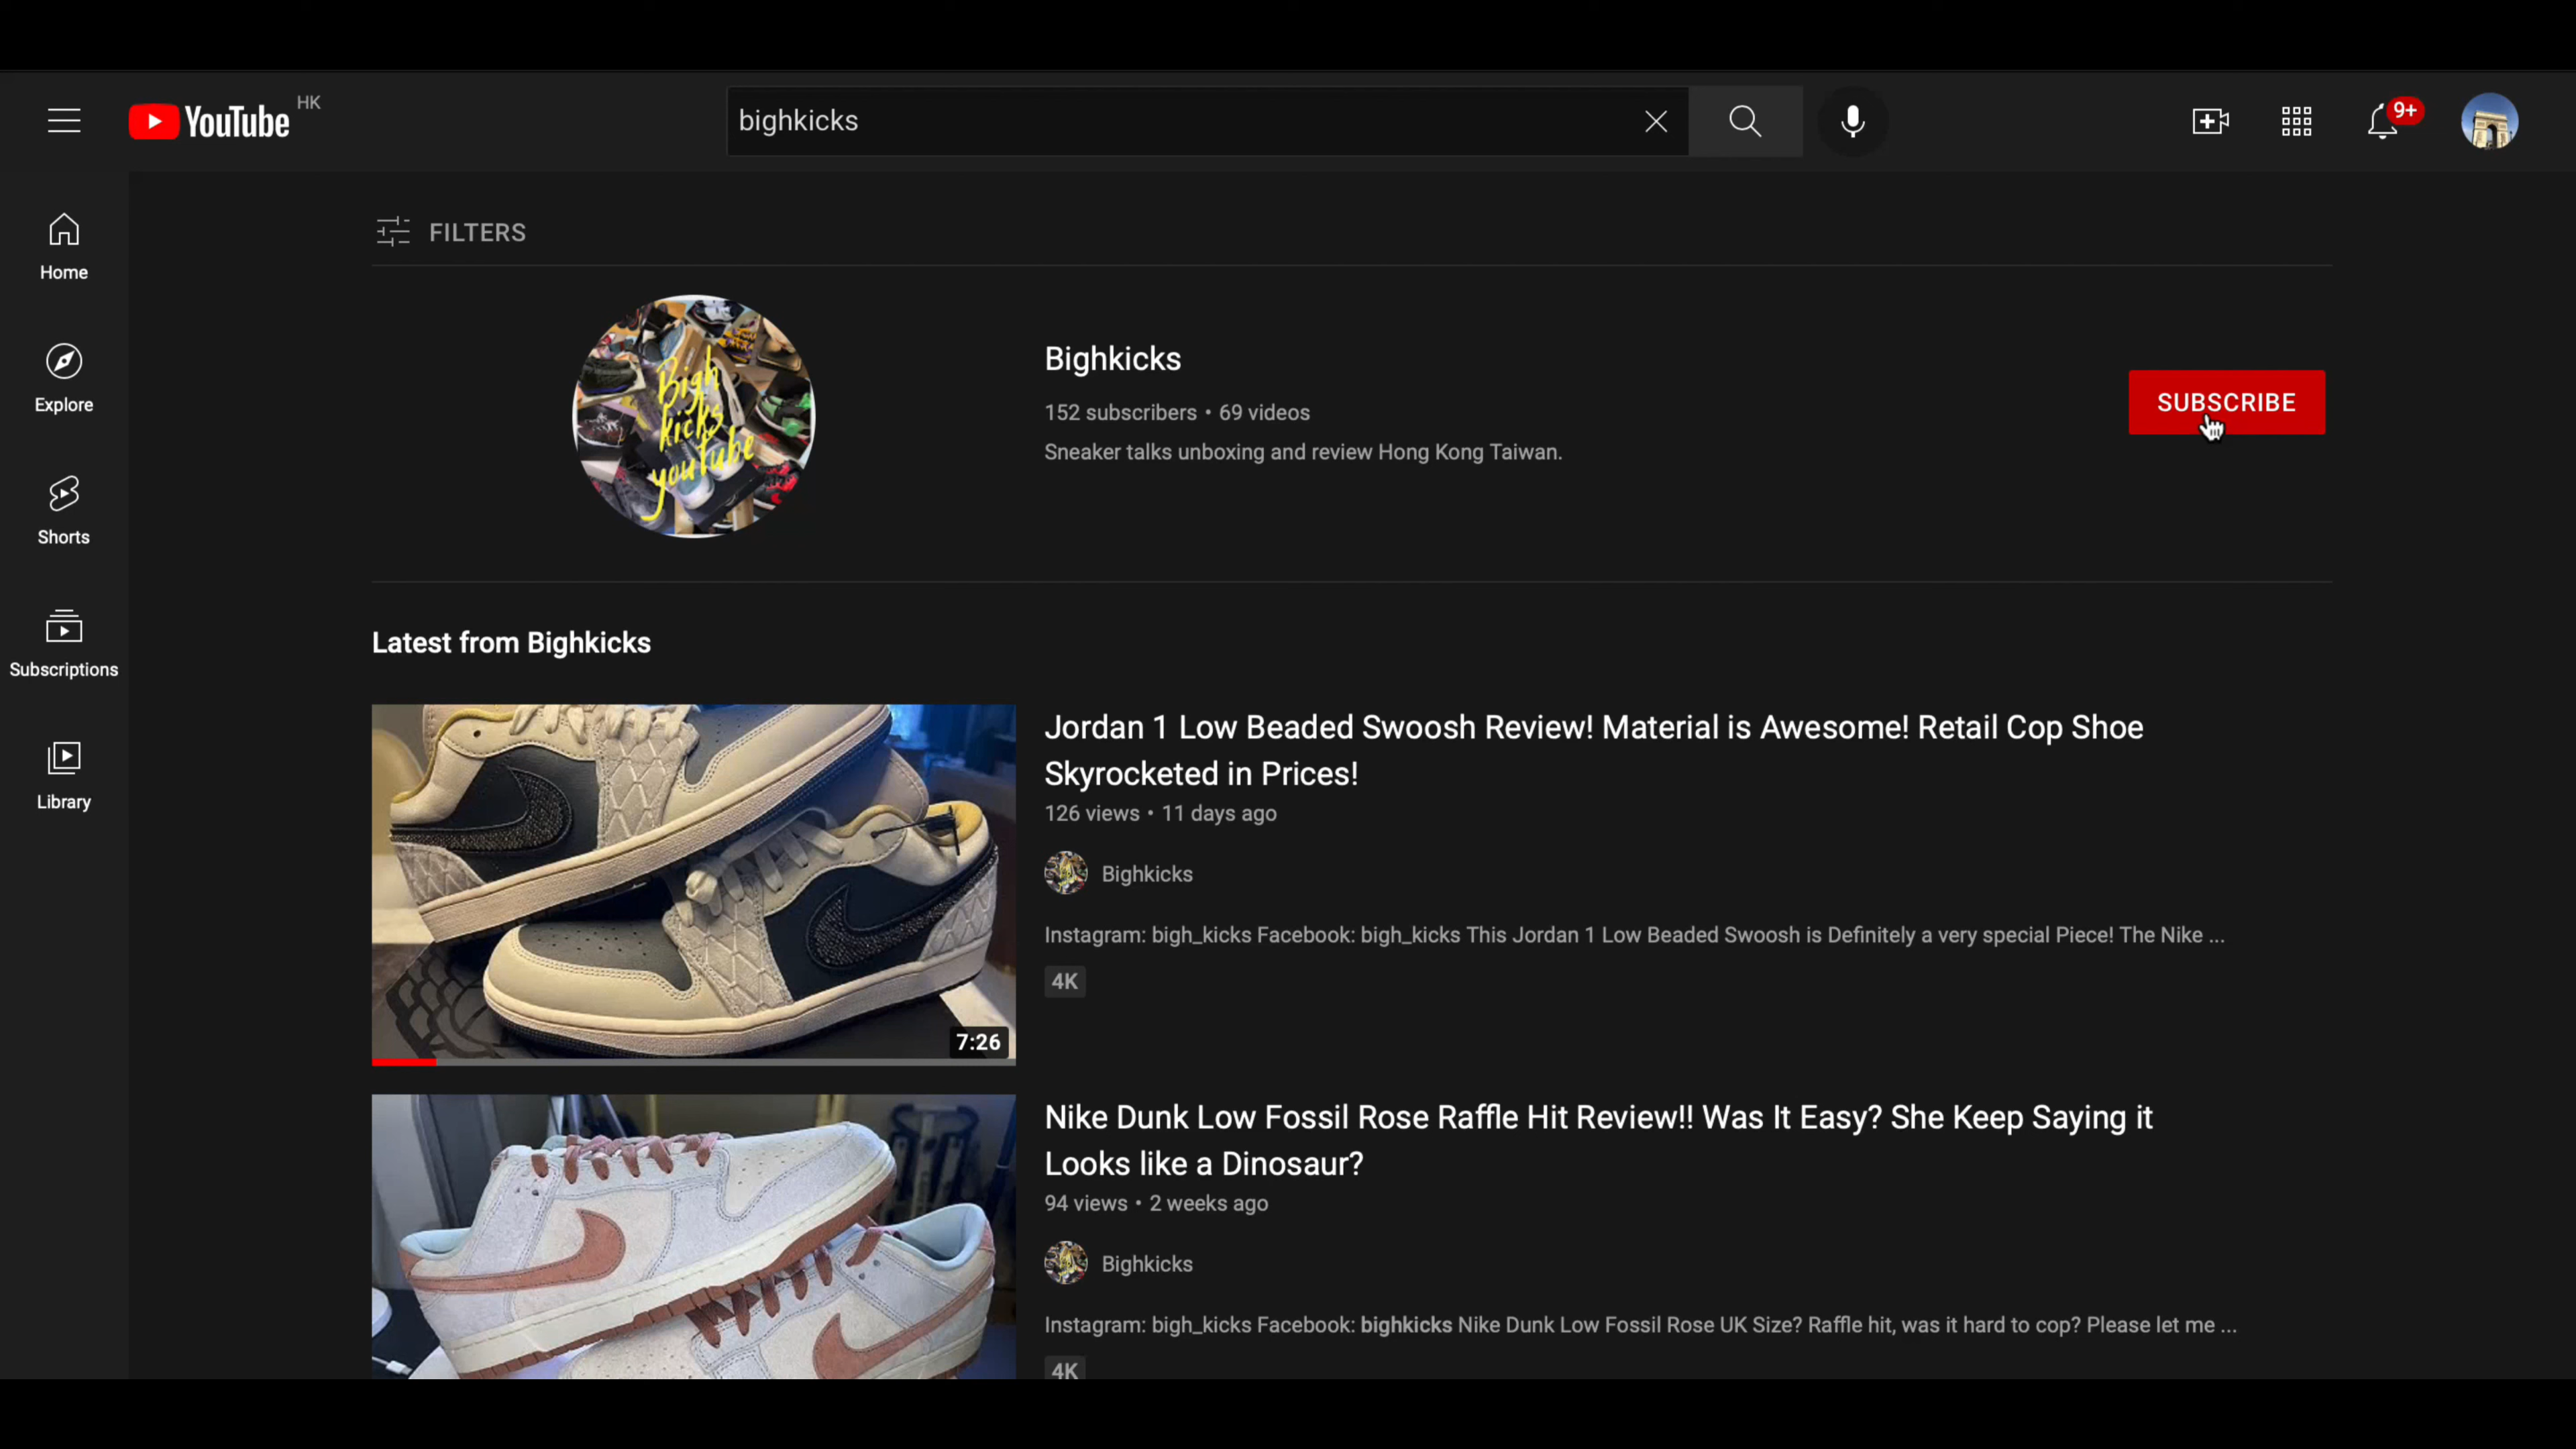 YouTube HK
bighkicks
9+
Home
Explore
Shorts
Subscriptions
Library
FILTERS
Bigh
kicks
youtube
Bighkicks
152 subscribers • 69 videos
Sneaker talks unboxing and review Hong Kong Taiwan.
SUBSCRIBE
Latest from Bighkicks
7:26
Jordan 1 Low Beaded Swoosh Review! Material is Awesome! Retail Cop Shoe
Skyrocketed in Prices!
126 views • 11 days ago
Bighkicks
Instagram: bigh_kicks Facebook: bigh_kicks This Jordan 1 Low Beaded Swoosh is Definitely a very special Piece! The Nike ...
4K
Nike Dunk Low Fossil Rose Raffle Hit Review!! Was It Easy? She Keep Saying it
Looks like a Dinosaur?
94 views • 2 weeks ago
Bighkicks
Instagram: bigh_kicks Facebook: bighkicks Nike Dunk Low Fossil Rose UK Size? Raffle hit, was it hard to cop? Please let me ...
4K